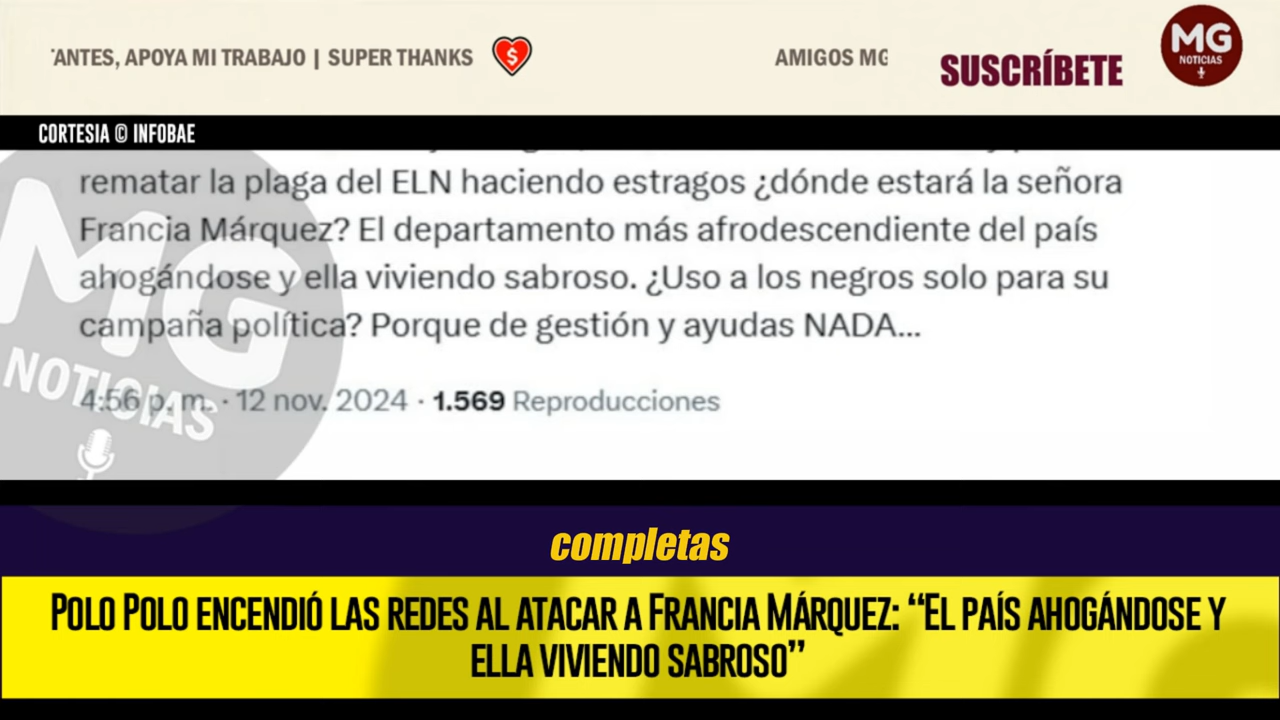 'ANTES, APOYA MI TRABAJO | SUPER THANKS
AMIGOS MG
SUSCRÍBETE
MG
NOTICIAS
CORTESIA © INFOBAE
rematar la plaga del ELN haciendo estragos ¿dónde estará la señora
Francia Márquez? El departamento más afrodescendiente del país
ahogándose y ella viviendo sabroso. ¿Uso a los negros solo para su
campaña política? Porque de gestión y ayudas NADA...
4:56 p. m. · 12 nov. 2024 · 1.569 Reproducciones
MG
NOTICIAS
completas
POLO POLO ENCENDIÓ LAS REDES AL ATACAR A FRANCIA MÁRQUEZ: “EL PAÍS AHOGÁNDOSE Y
ELLA VIVIENDO SABROSO”